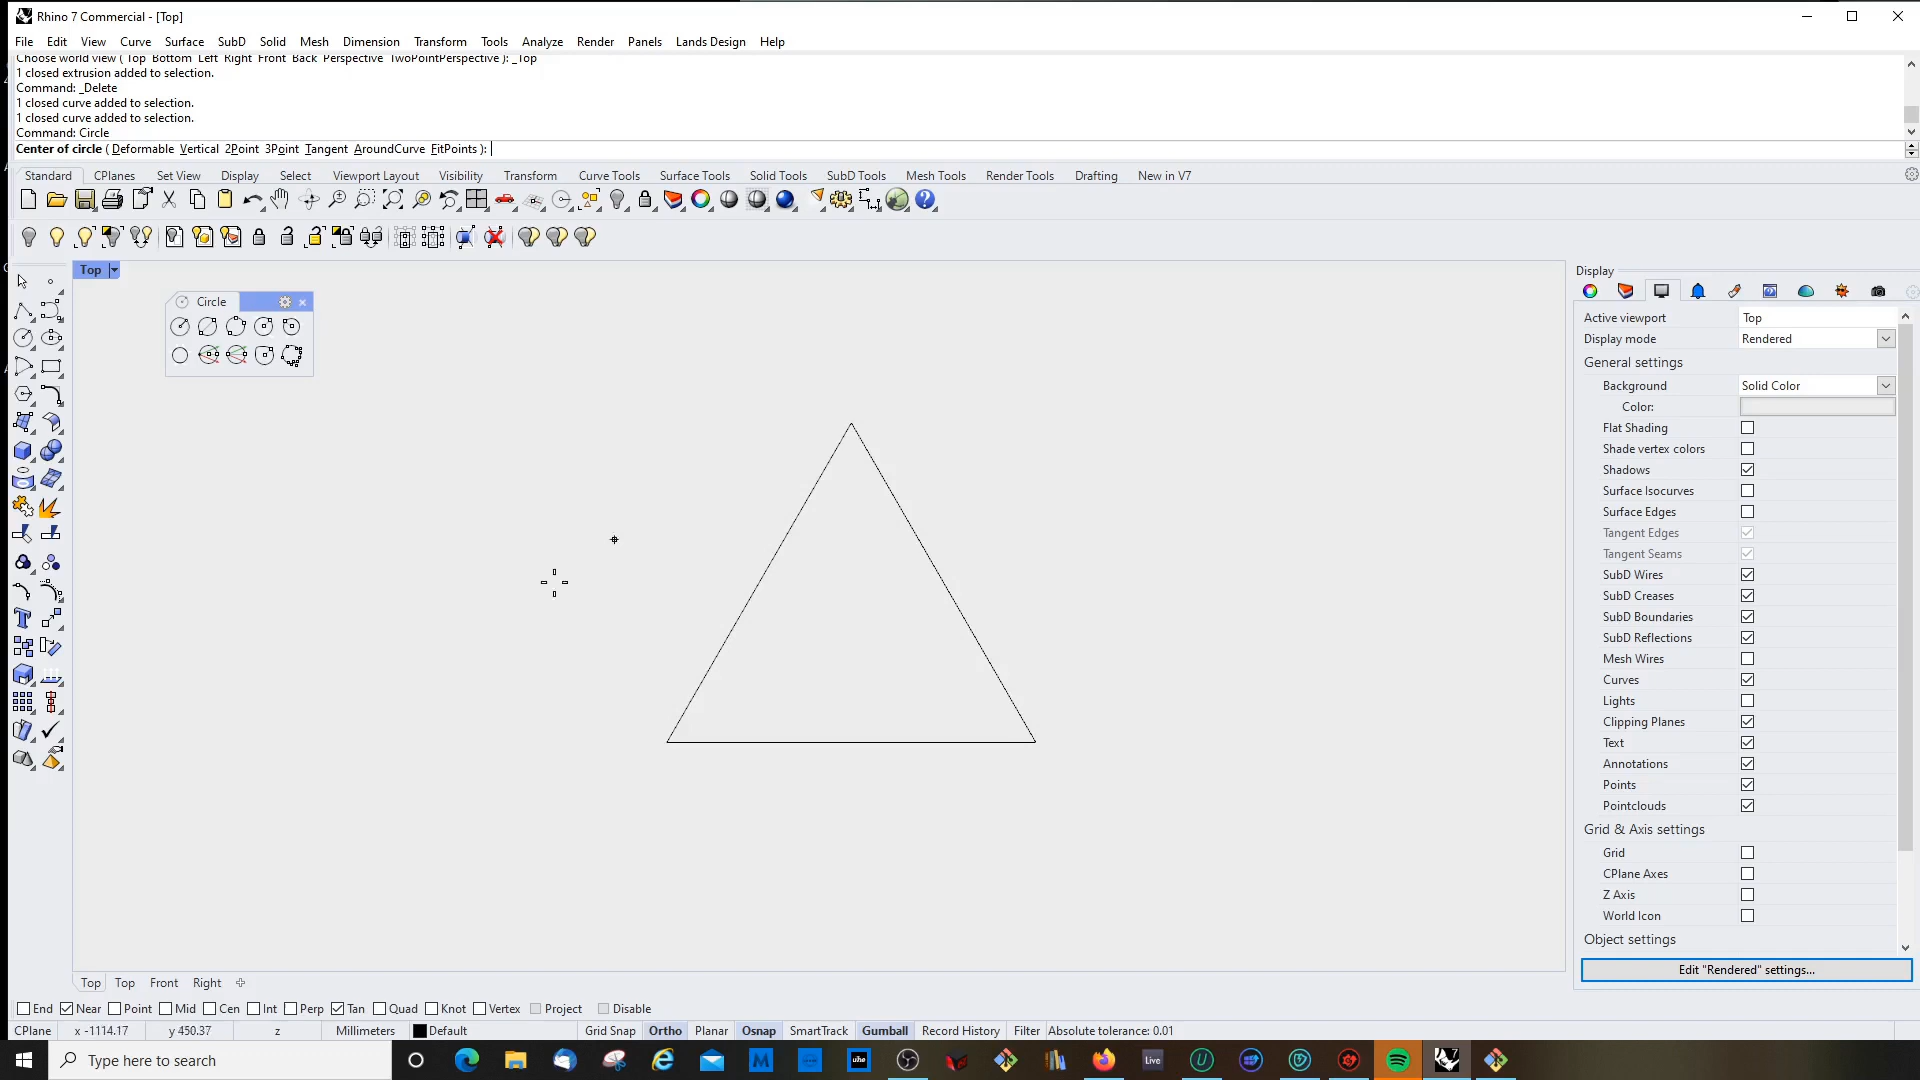 Rhino 7 Commercial - [Top]
File Edit View Curve Surface SubD Solid Mesh Dimension Transform Tools Analyze Render Panels Lands Design Help
Choose world view ( Top Bottom Left Right Front Back Perspective TwoPointPerspective ): _Top
1 closed extrusion added to selection.
Command: _Delete
1 closed curve added to selection.
1 closed curve added to selection.
Command: Circle
Center of circle ( Deformable Vertical 2Point 3Point Tangent AroundCurve FitPoints ):
Standard CPlanes Set View Display Select Viewport Layout Visibility Transform Curve Tools Surface Tools Solid Tools SubD Tools Mesh Tools Render Tools Drafting New in V7
Top
Circle
Display
Active viewport Top
Display mode Rendered
General settings
Background Solid Color
Color:
Flat Shading
Shade vertex colors
Shadows
Surface Isocurves
Surface Edges
Tangent Edges
Tangent Seams
SubD Wires
SubD Creases
SubD Boundaries
SubD Reflections
Mesh Wires
Curves
Lights
Clipping Planes
Text
Annotations
Points
Pointclouds
Grid & Axis settings
Grid
CPlane Axes
Z Axis
World Icon
Object settings
Edit "Rendered" settings...
Top Top Front Right
End Near Point Mid Cen Int Perp Tan Quad Knot Vertex Project Disable
CPlane x -1114.17 y 450.37 z Millimeters Default Grid Snap Ortho Planar Osnap SmartTrack Gumball Record History Filter Absolute tolerance: 0.01
Type here to search
uhe
Live